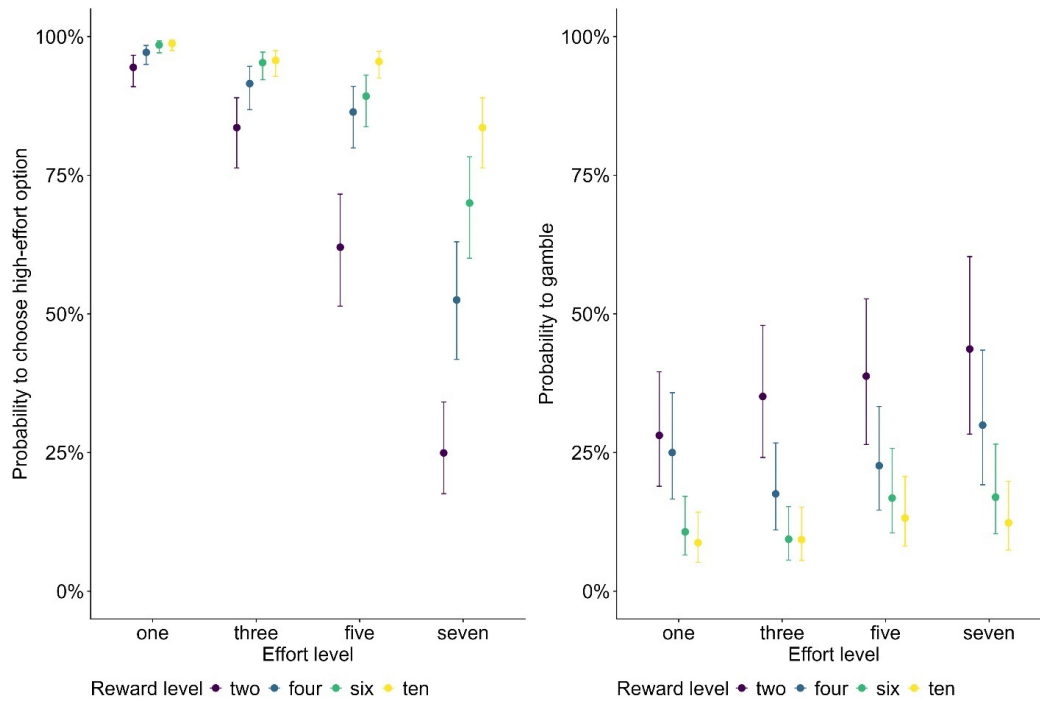 Probability to choose high-effort option
100%
75%
50%
25%
0%
one three five seven
Effort level
Reward level two four six ten
Probability to gamble
100%
75%
50%
25%
0%
one three five seven
Effort level
Reward level two four six ten